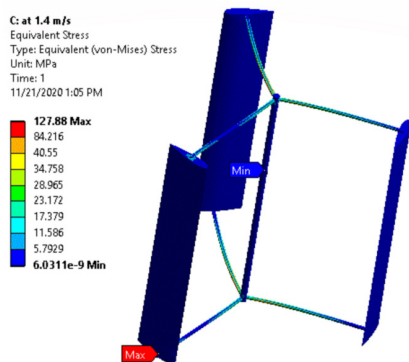 C: at 1.4 m/s
Equivalent Stress
Type: Equivalent (von-Mises) Stress
Unit: MPa
Time: 1
11/21/2020 1:05 PM
127.88 Max
84.216
40.55
34.758
28.965
23.172
17.379
11.586
5.7929
6.0311e-9 Min
Min
Max